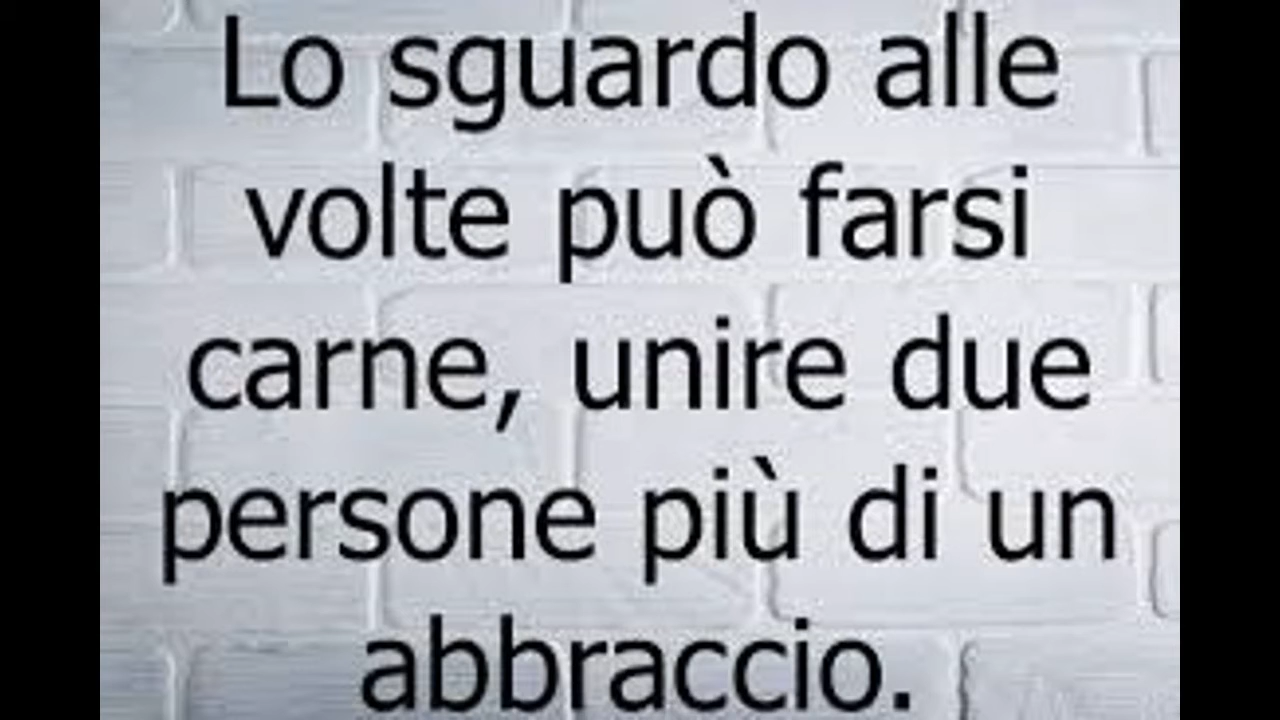 Lo sguardo alle
volte può farsi
carne, unire due
persone più di un
abbraccio.